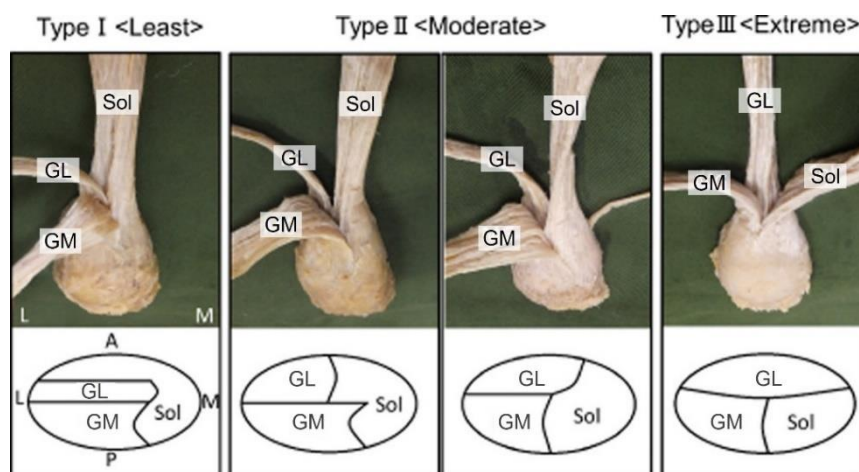 Type I <Least>
Type II <Moderate>
Type III <Extreme>
Sol
GL
GM
L
M
Sol
GL
GM
Sol
GL
GM
GL
GM
Sol
A
L
GL
GM
Sol
M
P
GL
GM
Sol
GL
GM
Sol
GL
GM
Sol